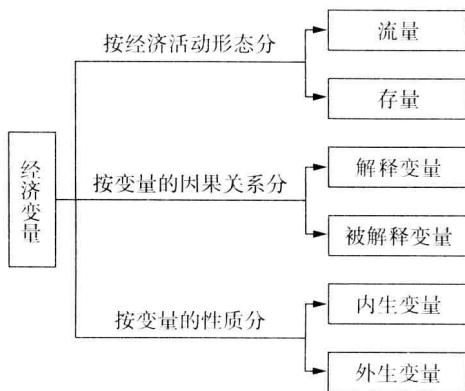 经济变量
按经济活动形态分
流量
存量
按变量的因果关系分
解释变量
被解释变量
按变量的性质分
内生变量
外生变量